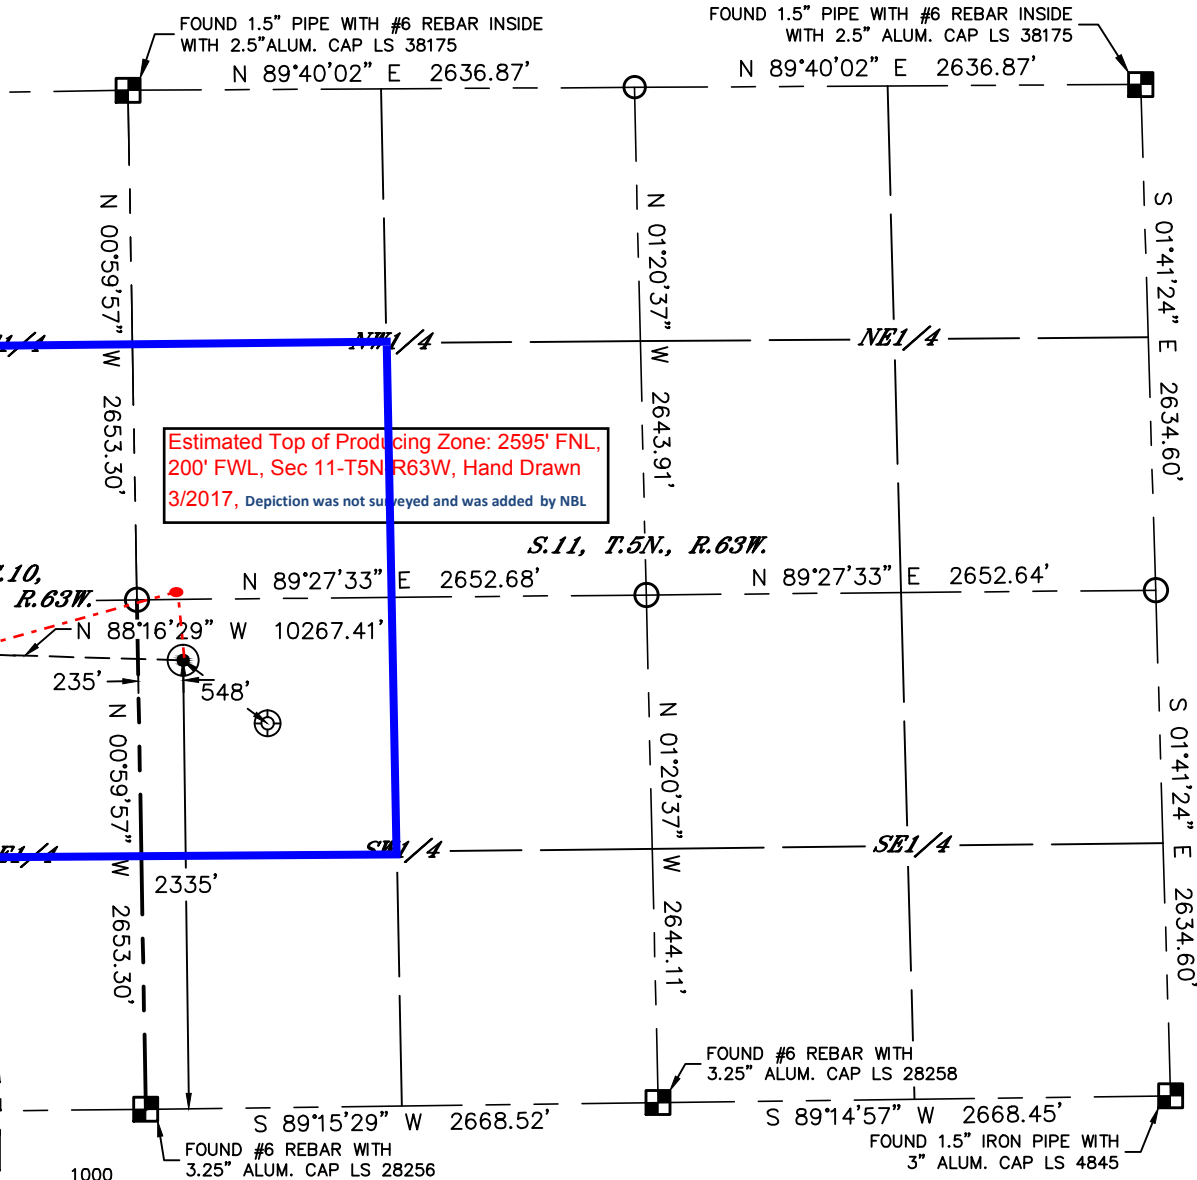 FOUND 1.5" PIPE WITH #6 REBAR INSIDE
WITH 2.5"ALUM. CAP LS 38175
FOUND 1.5" PIPE WITH #6 REBAR INSIDE
WITH 2.5" ALUM. CAP LS 38175
N 89°40'02" E 2636.87'
N 89°40'02" E 2636.87'
N 00°59'57" W 2653.30'
N 01°20'37" W 2643.91'
S 01°41'24" E 2634.60'
1/4
NW1/4
NE1/4
Estimated Top of Producing Zone: 2595' FNL,
200' FWL, Sec 11-T5N-R63W, Hand Drawn
3/2017, Depiction was not surveyed and was added by NBL
S.11, T.5N., R.63W.
.10,
R.63W.
N 89°27'33" E 2652.68'
N 89°27'33" E 2652.64'
N 88°16'29" W 10267.41'
235'
548'
N 00°59'57" W 2653.30'
N 01°20'37" W 2644.11'
S 01°41'24" E 2634.60'
E1/4
SW1/4
SE1/4
2335'
FOUND #6 REBAR WITH
3.25" ALUM. CAP LS 28258
S 89°15'29" W 2668.52'
S 89°14'57" W 2668.45'
FOUND #6 REBAR WITH
3.25" ALUM. CAP LS 28256
FOUND 1.5" IRON PIPE WITH
3" ALUM. CAP LS 4845
1000